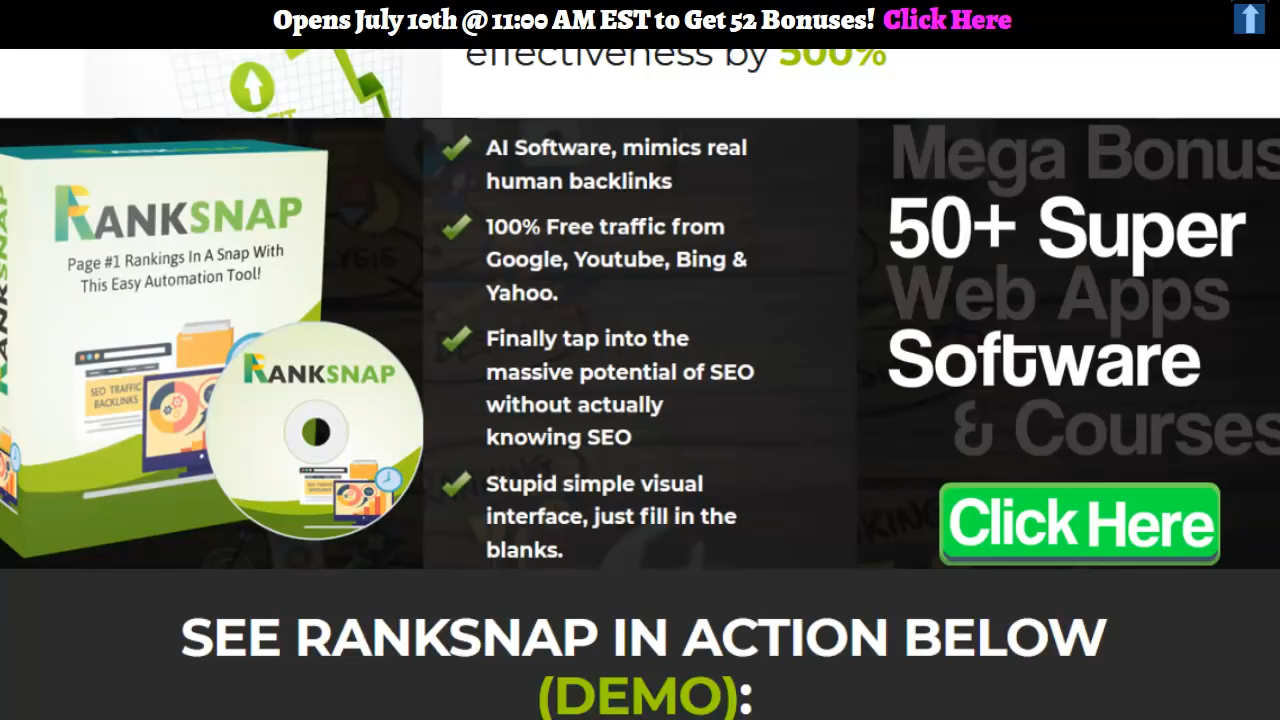 Opens July 10th @ 11:00 AM EST to Get 52 Bonuses! Click Here
effectiveness by 500%
RANKSNAP
RANKSNAP
Page #1 Rankings In A Snap With
This Easy Automation Tool!
SEO TRAFFIC
BACKLINKS
RANKSNAP
AI Software, mimics real
human backlinks
100% Free traffic from
Google, Youtube, Bing &
Yahoo.
Finally tap into the
massive potential of SEO
without actually
knowing SEO
Stupid simple visual
interface, just fill in the
blanks.
Mega Bonus
50+ Super
Web Apps
Software
& Courses
Click Here
SEE RANKSNAP IN ACTION BELOW
(DEMO):